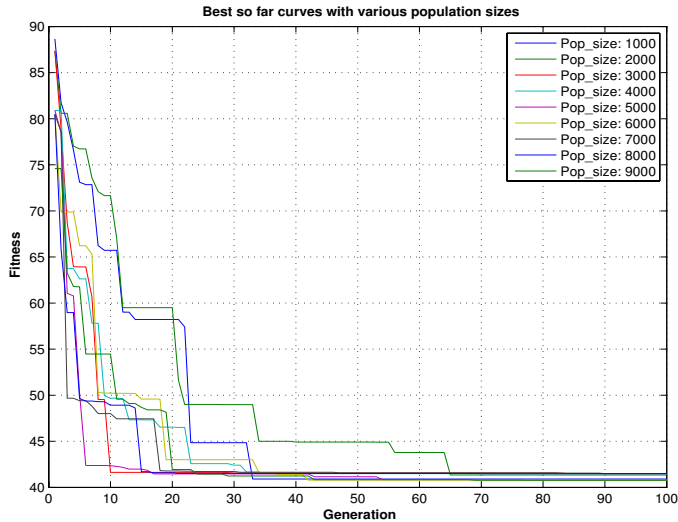 Best so far curves with various population sizes
90
85
80
75
70
65
60
55
50
45
40
Fitness
0 10 20 30 40 50 60 70 80 90 100
Generation
Pop_size: 1000
Pop_size: 2000
Pop_size: 3000
Pop_size: 4000
Pop_size: 5000
Pop_size: 6000
Pop_size: 7000
Pop_size: 8000
Pop_size: 9000